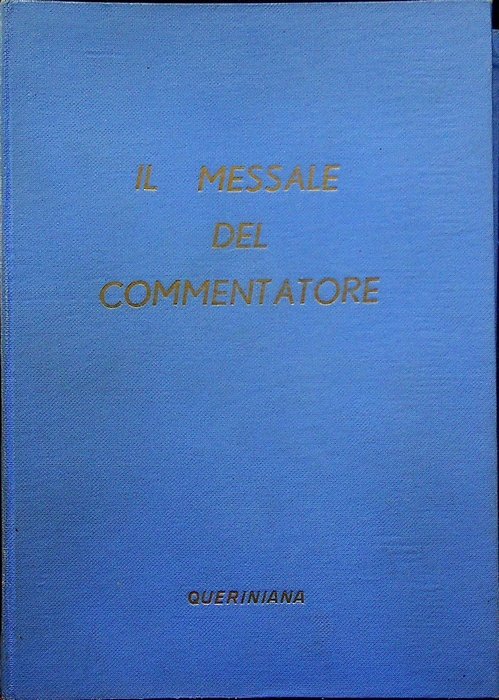 IL MESSALE
DEL
COMMENTATORE
QUERINIANA